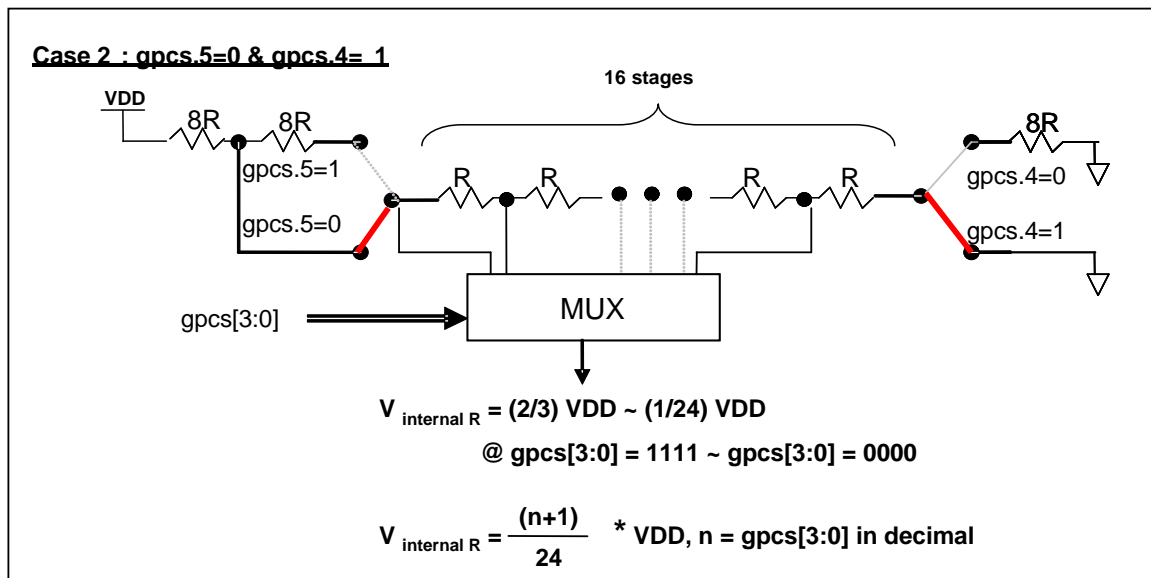 Case 2 : gpcs.5=0 & gpcs.4= 1
16 stages
VDD
8R
8R
8R
gpcs.5=1
R
R
R
R
gpcs.4=0
gpcs.5=0
gpcs.4=1
gpcs[3:0]
MUX
V internal R = (2/3) VDD ~ (1/24) VDD
@ gpcs[3:0] = 1111 ~ gpcs[3:0] = 0000
V internal R = (n+1) / 24 * VDD, n = gpcs[3:0] in decimal